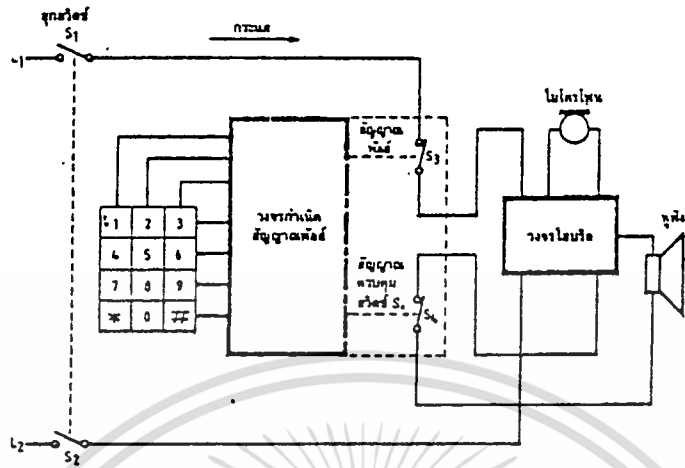 ฮุกสวิตช์
S1
กระแส
L1
ไมโครโฟน
สัญญาณ
พัลส์
S3
วงจรกำเนิด
สัญญาณพัลส์
1 2 3
4 5 6
7 8 9
* 0 #
วงจรไฮบริด
หูฟัง
สัญญาณ
ควบคุม
สวิตช์ S4
S4
L2
S2